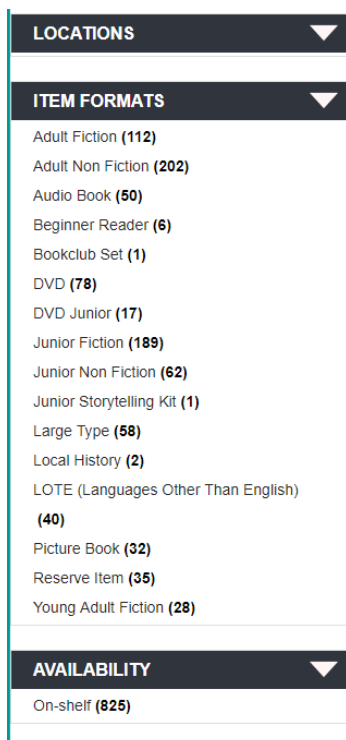 LOCATIONS
ITEM FORMATS
Adult Fiction (112)
Adult Non Fiction (202)
Audio Book (50)
Beginner Reader (6)
Bookclub Set (1)
DVD (78)
DVD Junior (17)
Junior Fiction (189)
Junior Non Fiction (62)
Junior Storytelling Kit (1)
Large Type (58)
Local History (2)
LOTE (Languages Other Than English)
(40)
Picture Book (32)
Reserve Item (35)
Young Adult Fiction (28)
AVAILABILITY
On-shelf (825)